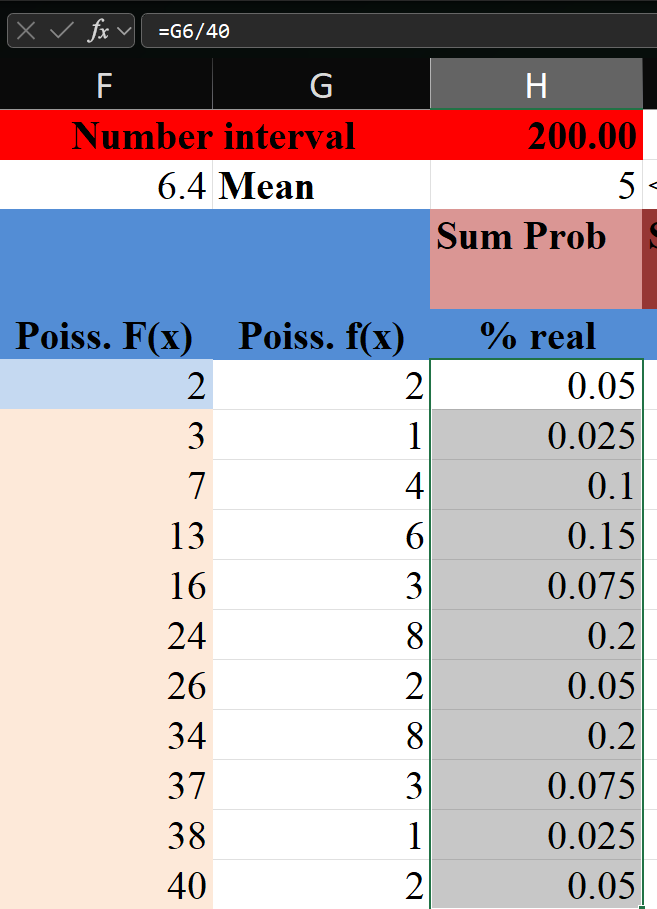 fx =G6/40
F G H
Number interval 200.00
6.4 Mean 5 <
Sum Prob
Poiss. F(x) Poiss. f(x) % real
2 2 0.05
3 1 0.025
7 4 0.1
13 6 0.15
16 3 0.075
24 8 0.2
26 2 0.05
34 8 0.2
37 3 0.075
38 1 0.025
40 2 0.05